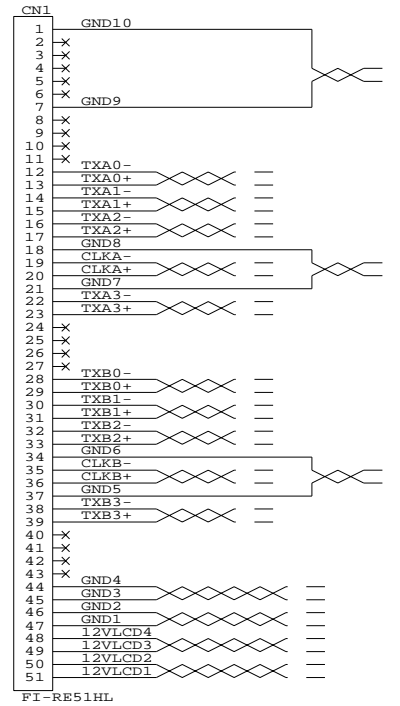 CN1
1 GND10
2
3
4
5
6
7 GND9
8
9
10
11
12 TXA0-
13 TXA0+
14 TXA1-
15 TXA1+
16 TXA2-
17 TXA2+
18 GND8
19 CLKA-
20 CLKA+
21 GND7
22 TXA3-
23 TXA3+
24
25
26
27
28 TXB0-
29 TXB0+
30 TXB1-
31 TXB1+
32 TXB2-
33 TXB2+
34 GND6
35 CLKB-
36 CLKB+
37 GND5
38 TXB3-
39 TXB3+
40
41
42
43
44 GND4
45 GND3
46 GND2
47 GND1
48 12VLCD4
49 12VLCD3
50 12VLCD2
51 12VLCD1
FI-RE51HL